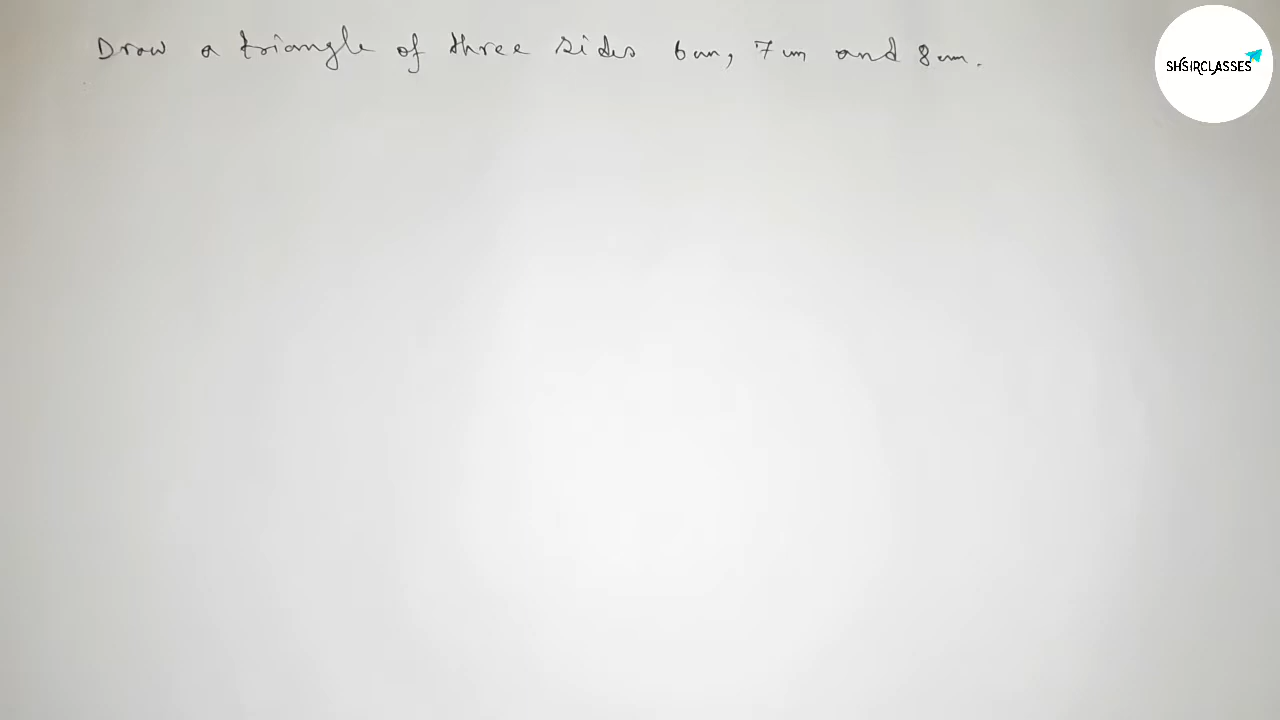 Draw a triangle of three sides 6cm, 7cm and 8cm.
SHSIRCLASSES